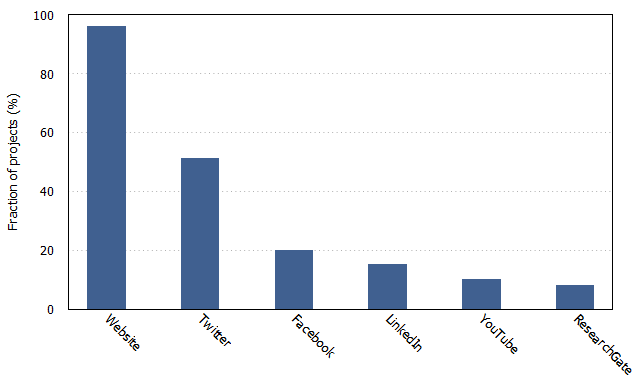 Fraction of projects (%)
100
80
60
40
20
0
Website
Twitter
Facebook
LinkedIn
YouTube
ResearchGate